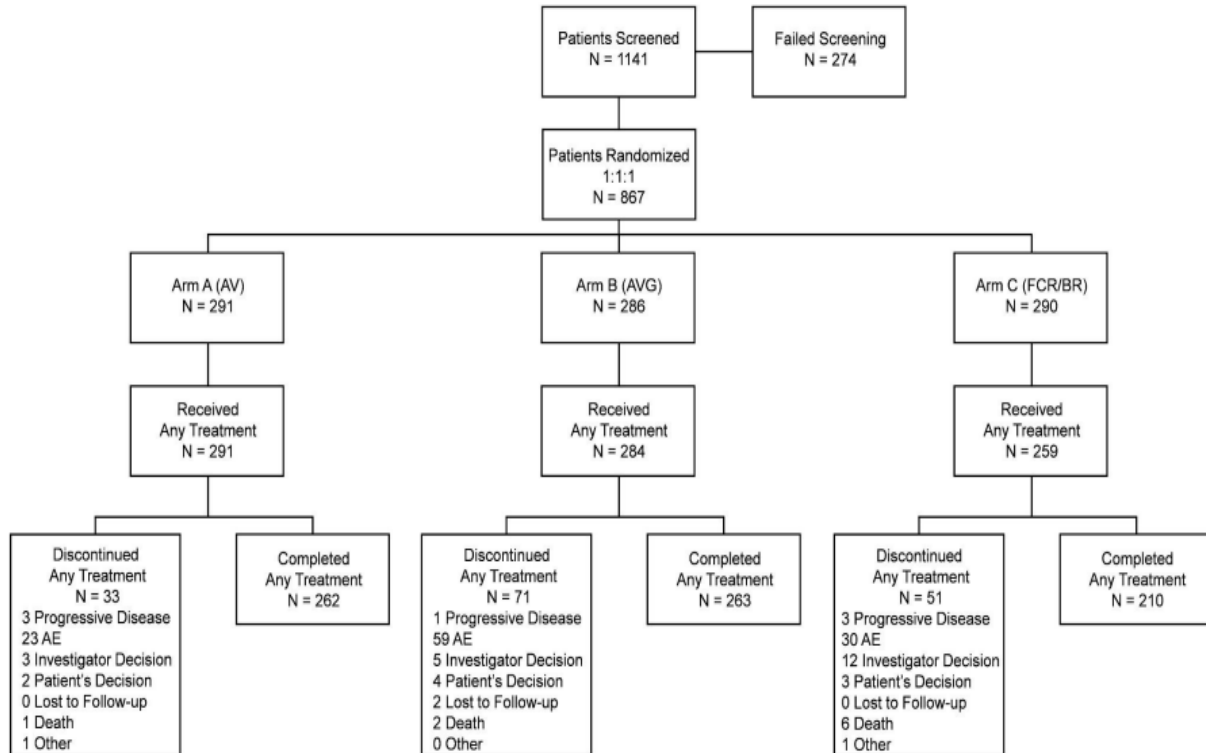 Patients Screened
N = 1141
Failed Screening
N = 274
Patients Randomized
1:1:1
N = 867
Arm A (AV)
N = 291
Arm B (AVG)
N = 286
Arm C (FCR/BR)
N = 290
Received
Any Treatment
N = 291
Received
Any Treatment
N = 284
Received
Any Treatment
N = 259
Discontinued
Any Treatment
N = 33
3 Progressive Disease
23 AE
3 Investigator Decision
2 Patient's Decision
0 Lost to Follow-up
1 Death
1 Other
Completed
Any Treatment
N = 262
Discontinued
Any Treatment
N = 71
1 Progressive Disease
59 AE
5 Investigator Decision
4 Patient's Decision
2 Lost to Follow-up
2 Death
0 Other
Completed
Any Treatment
N = 263
Discontinued
Any Treatment
N = 51
3 Progressive Disease
30 AE
12 Investigator Decision
3 Patient's Decision
0 Lost to Follow-up
6 Death
1 Other
Completed
Any Treatment
N = 210